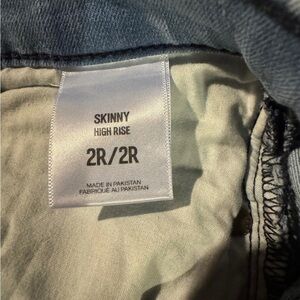 SKINNY
HIGH RISE
2R/2R
MADE IN PAKISTAN
FABRIQUÉ AU PAKISTAN